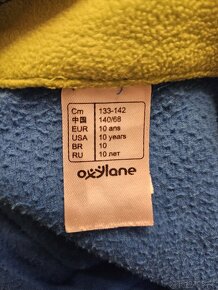 Cm 133-142
中国 140/68
EUR 10 ans
USA 10 years
BR 10
RU 10 лет
oxylane